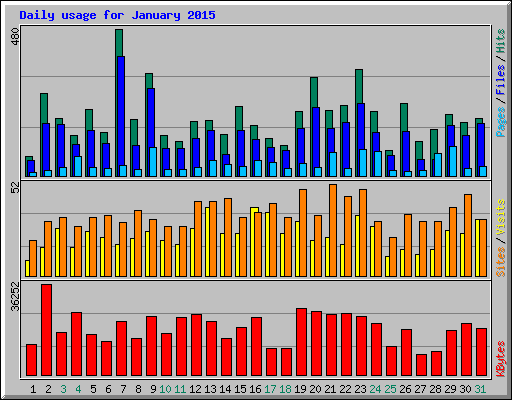 Daily usage for January 2015
480
Pages / Files / Hits
52
Sites / Visits
36252
KBytes
1 2 3 4 5 6 7 8 9 10 11 12 13 14 15 16 17 18 19 20 21 22 23 24 25 26 27 28 29 30 31